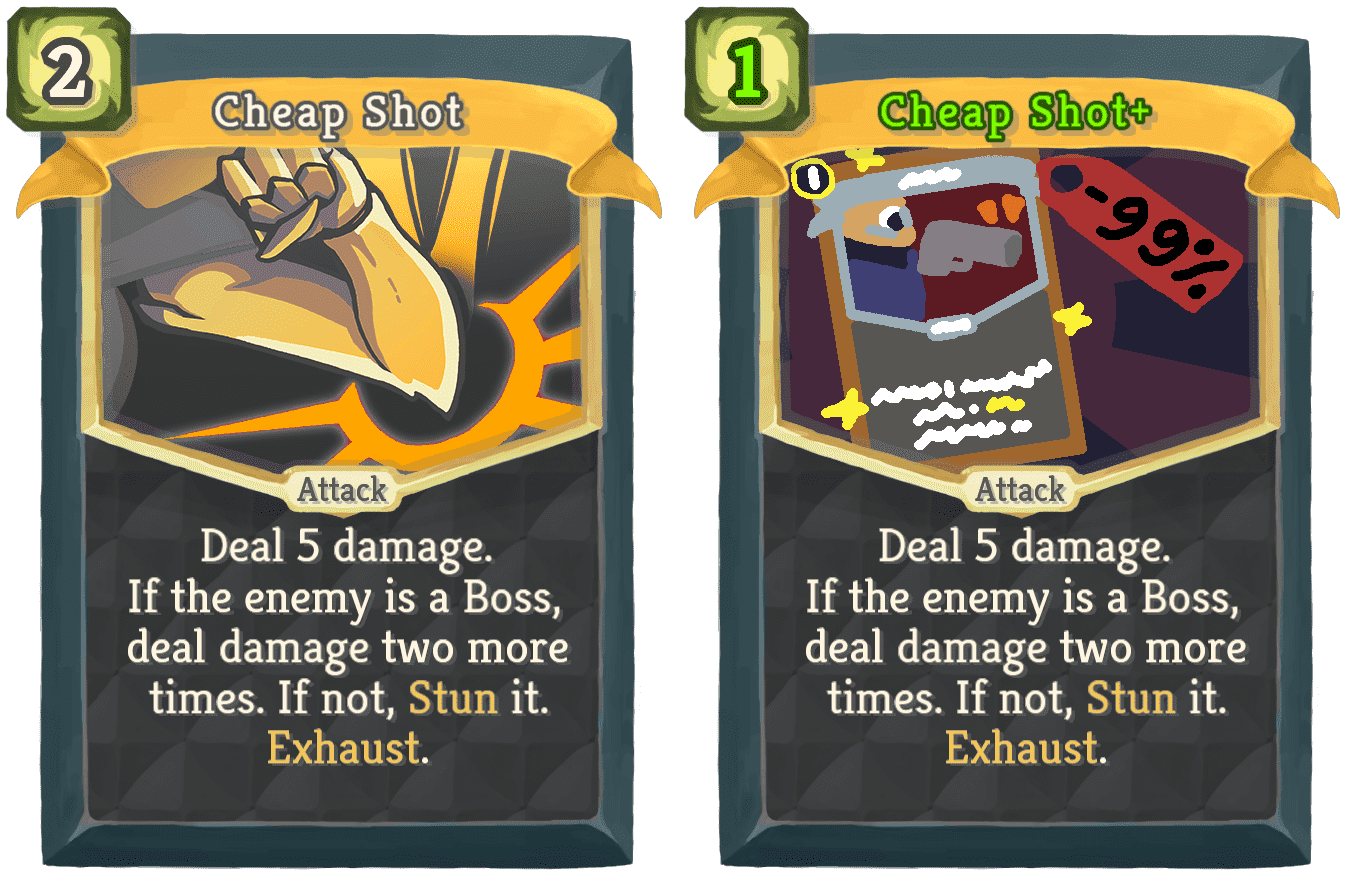 2
Cheap Shot
Attack
Deal 5 damage.
If the enemy is a Boss,
deal damage two more
times. If not, Stun it.
Exhaust.
1
Cheap Shot+
-99%
Attack
Deal 5 damage.
If the enemy is a Boss,
deal damage two more
times. If not, Stun it.
Exhaust.